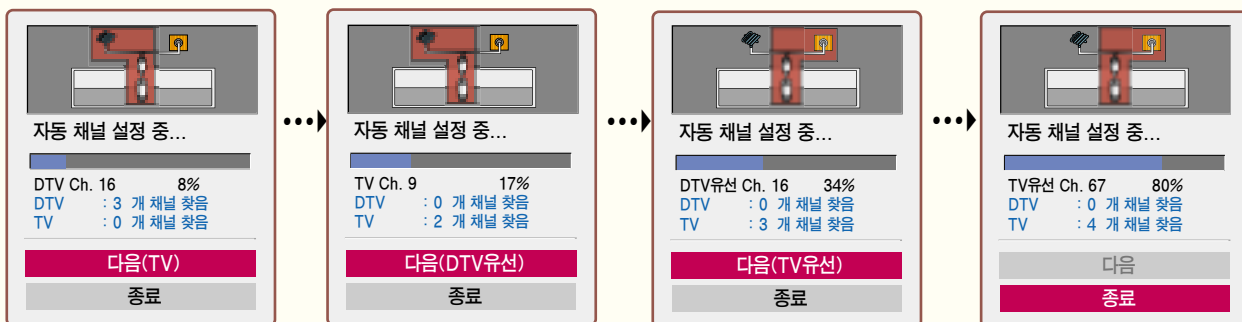 자동 채널 설정 중...
DTV Ch. 16 8%
DTV : 3 개 채널 찾음
TV : 0 개 채널 찾음
다음(TV)
종료
자동 채널 설정 중...
TV Ch. 9 17%
DTV : 0 개 채널 찾음
TV : 2 개 채널 찾음
다음(DTV유선)
종료
자동 채널 설정 중...
DTV유선 Ch. 16 34%
DTV : 0 개 채널 찾음
TV : 3 개 채널 찾음
다음(TV유선)
종료
자동 채널 설정 중...
TV유선 Ch. 67 80%
DTV : 0 개 채널 찾음
TV : 4 개 채널 찾음
다음
종료